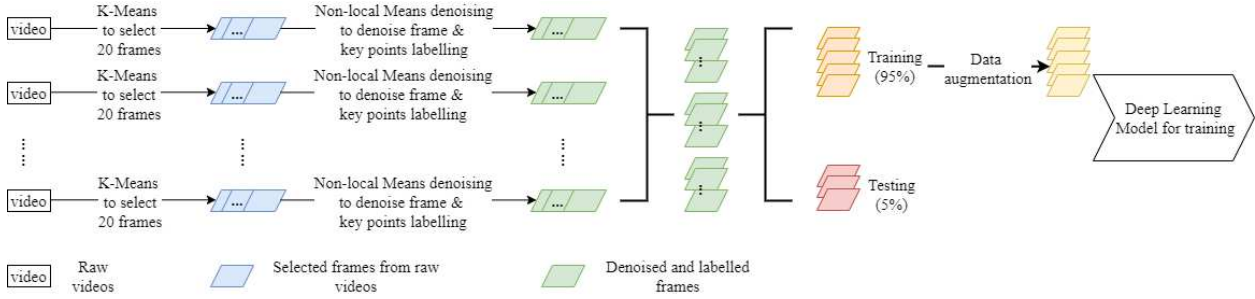 video
K-Means
to select
20 frames
...
Non-local Means denoising
to denoise frame &
key points labelling
...
video
K-Means
to select
20 frames
...
Non-local Means denoising
to denoise frame &
key points labelling
...
video
K-Means
to select
20 frames
...
Non-local Means denoising
to denoise frame &
key points labelling
...
Training
(95%)
Data
augmentation
Deep Learning
Model for training
Testing
(5%)
video
Raw
videos
Selected frames from raw
videos
Denoised and labelled
frames